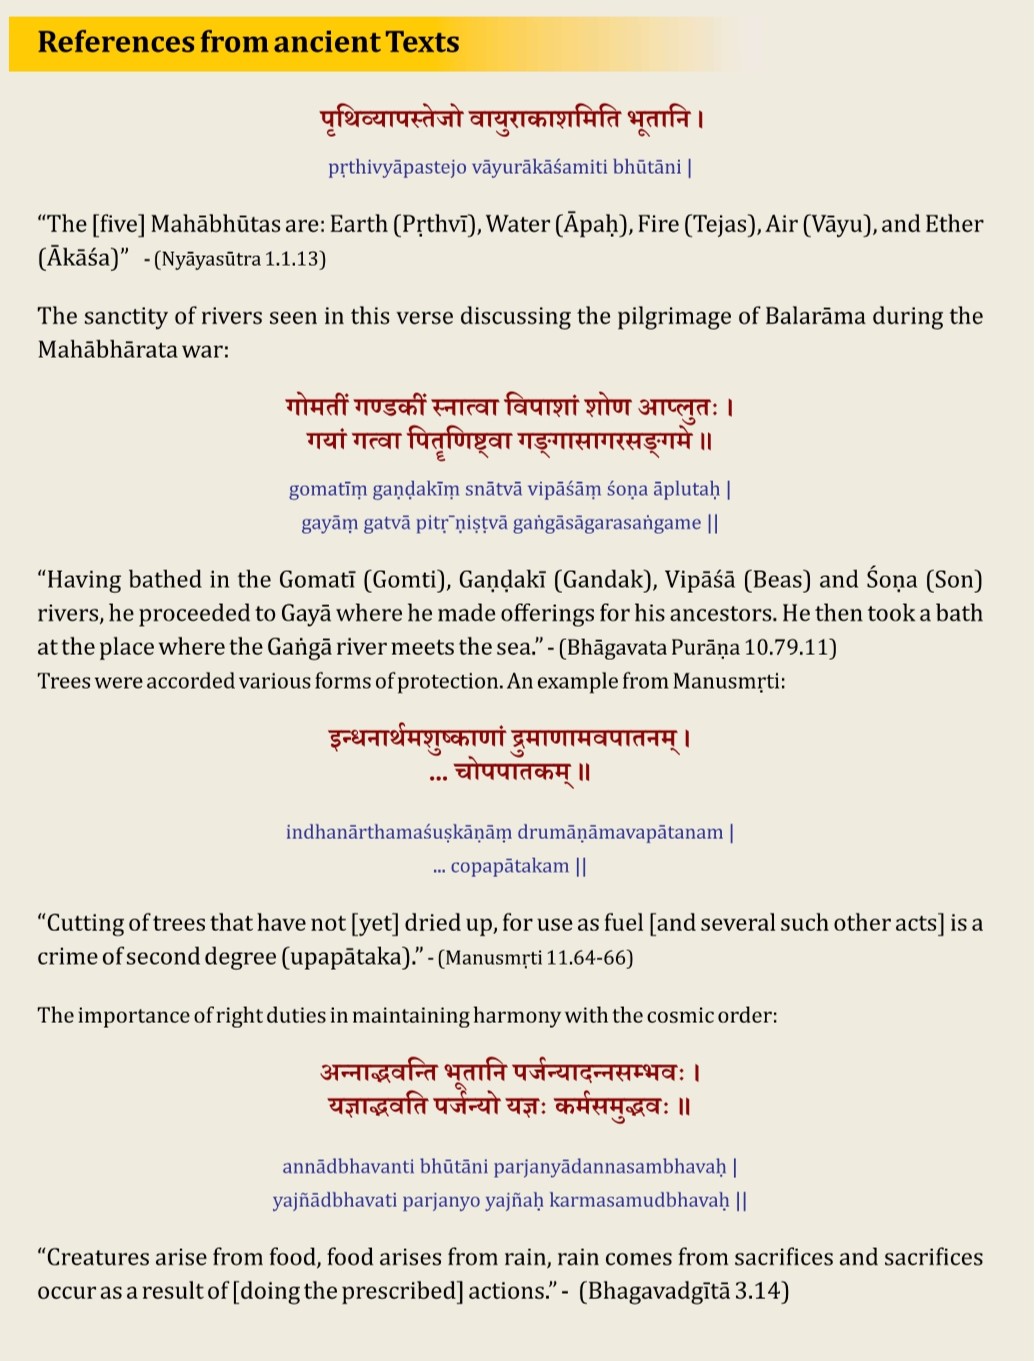 References from ancient Texts
पृथिव्यापस्तेजो वायुराकाशमिति भूतानि ।
pṛthivyāpastejo vāyurākāśamiti bhūtāni |
“The [five] Mahābhūtas are: Earth (Pṛthvī), Water (Āpaḥ), Fire (Tejas), Air (Vāyu), and Ether
(Ākāśa)” - (Nyāyasūtra 1.1.13)
The sanctity of rivers seen in this verse discussing the pilgrimage of Balarāma during the
Mahābhārata war:
गोमतीं गण्डकीं स्नात्वा विपाशां शोण आप्लुतः ।
गयां गत्वा पितॄणिष्ट्वा गङ्गासागरसङ्गमे ॥
gomatīṃ gaṇḍakīṃ snātvā vipāśāṃ śoṇa āplutaḥ |
gayāṃ gatvā pitṛ¯ṇiṣṭvā gaṅgāsāgarasaṅgame ||
“Having bathed in the Gomatī (Gomti), Gaṇḍakī (Gandak), Vipāśā (Beas) and Śoṇa (Son)
rivers, he proceeded to Gayā where he made offerings for his ancestors. He then took a bath
at the place where the Gaṅgā river meets the sea.” - (Bhāgavata Purāṇa 10.79.11)
Trees were accorded various forms of protection. An example from Manusmṛti:
इन्धनार्थमशुष्काणां द्रुमाणामवपातनम् ।
... चोपपातकम् ॥
indhanārthamaśuṣkāṇāṃ drumāṇāmavapātanam |
... copapātakam ||
“Cutting of trees that have not [yet] dried up, for use as fuel [and several such other acts] is a
crime of second degree (upapātaka).” - (Manusmṛti 11.64-66)
The importance of right duties in maintaining harmony with the cosmic order:
अन्नाद्भवन्ति भूतानि पर्जन्यादन्नसम्भवः ।
यज्ञाद्भवति पर्जन्यो यज्ञः कर्मसमुद्भवः ॥
annādbhavanti bhūtāni parjanyādannasambhavaḥ |
yajñādbhavati parjanyo yajñaḥ karmasamudbhavaḥ ||
“Creatures arise from food, food arises from rain, rain comes from sacrifices and sacrifices
occur as a result of [doing the prescribed] actions.” - (Bhagavadgītā 3.14)